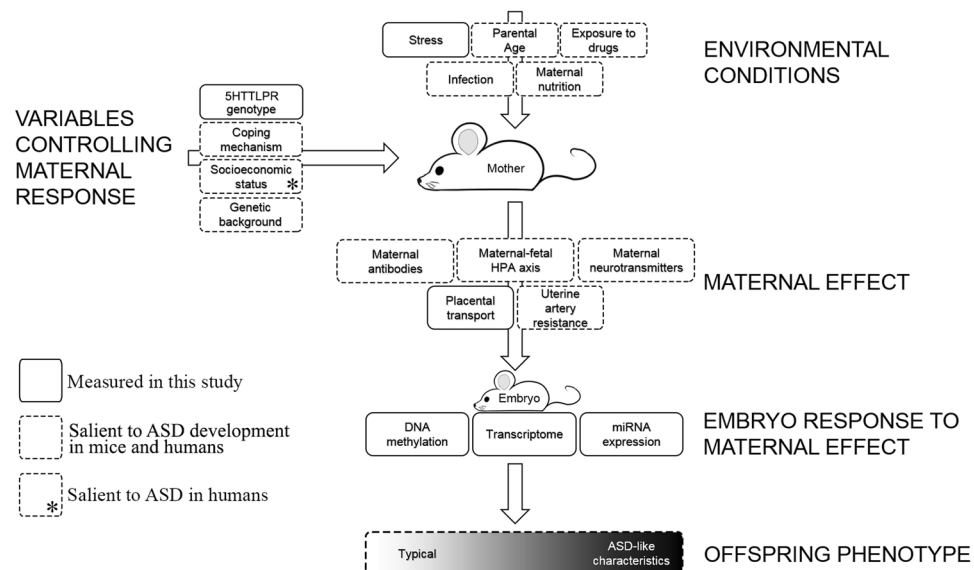 Stress
Parental
Age
Exposure to
drugs
Infection
Maternal
nutrition
ENVIRONMENTAL
CONDITIONS
VARIABLES
CONTROLLING
MATERNAL
RESPONSE
5HTTLPR
genotype
Coping
mechanism
Socioeconomic
status *
Genetic
background
Mother
Maternal
antibodies
Maternal-fetal
HPA axis
Maternal
neurotransmitters
Placental
transport
Uterine
artery
resistance
MATERNAL EFFECT
Measured in this study
Salient to ASD development
in mice and humans
* Salient to ASD in humans
Embryo
DNA
methylation
Transcriptome
miRNA
expression
EMBRYO RESPONSE TO
MATERNAL EFFECT
Typical
ASD-like
characteristics
OFFSPRING PHENOTYPE